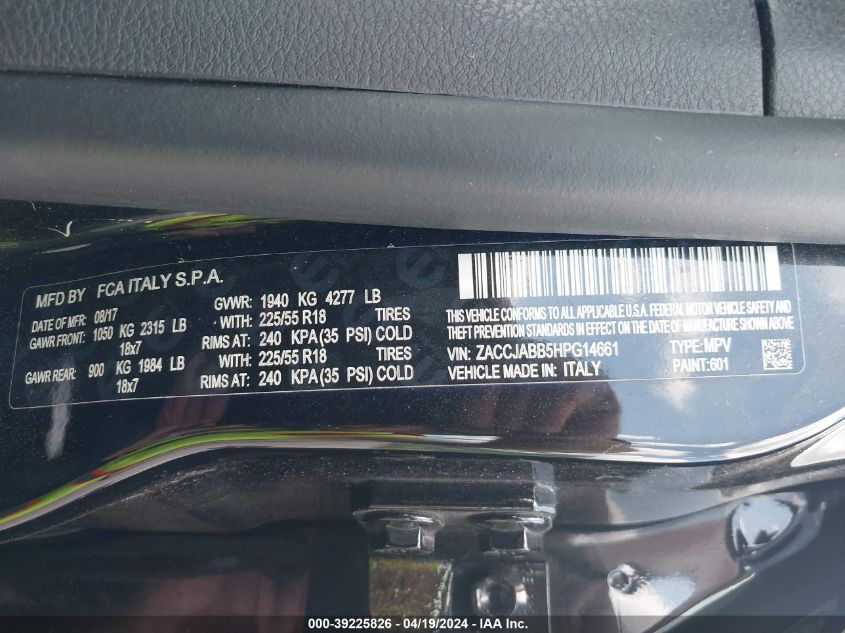 MFD BY FCA ITALY S.P.A.
DATE OF MFR: 08/17 GVWR: 1940 KG 4277 LB
GAWR FRONT: 1050 KG 2315 LB WITH: 225/55 R18 TIRES
18x7 RIMS AT: 240 KPA(35 PSI) COLD
GAWR REAR: 900 KG 1984 LB WITH: 225/55 R18 TIRES
18x7 RIMS AT: 240 KPA(35 PSI) COLD
THIS VEHICLE CONFORMS TO ALL APPLICABLE U.S.A. FEDERAL MOTOR VEHICLE SAFETY AND
THEFT PREVENTION STANDARDS IN EFFECT ON THE DATE OF MANUFACTURE SHOWN ABOVE
VIN: ZACCJABB5HPG14661 TYPE:MPV
VEHICLE MADE IN: ITALY PAINT:601
000-39225826 - 04/19/2024 - IAA Inc.